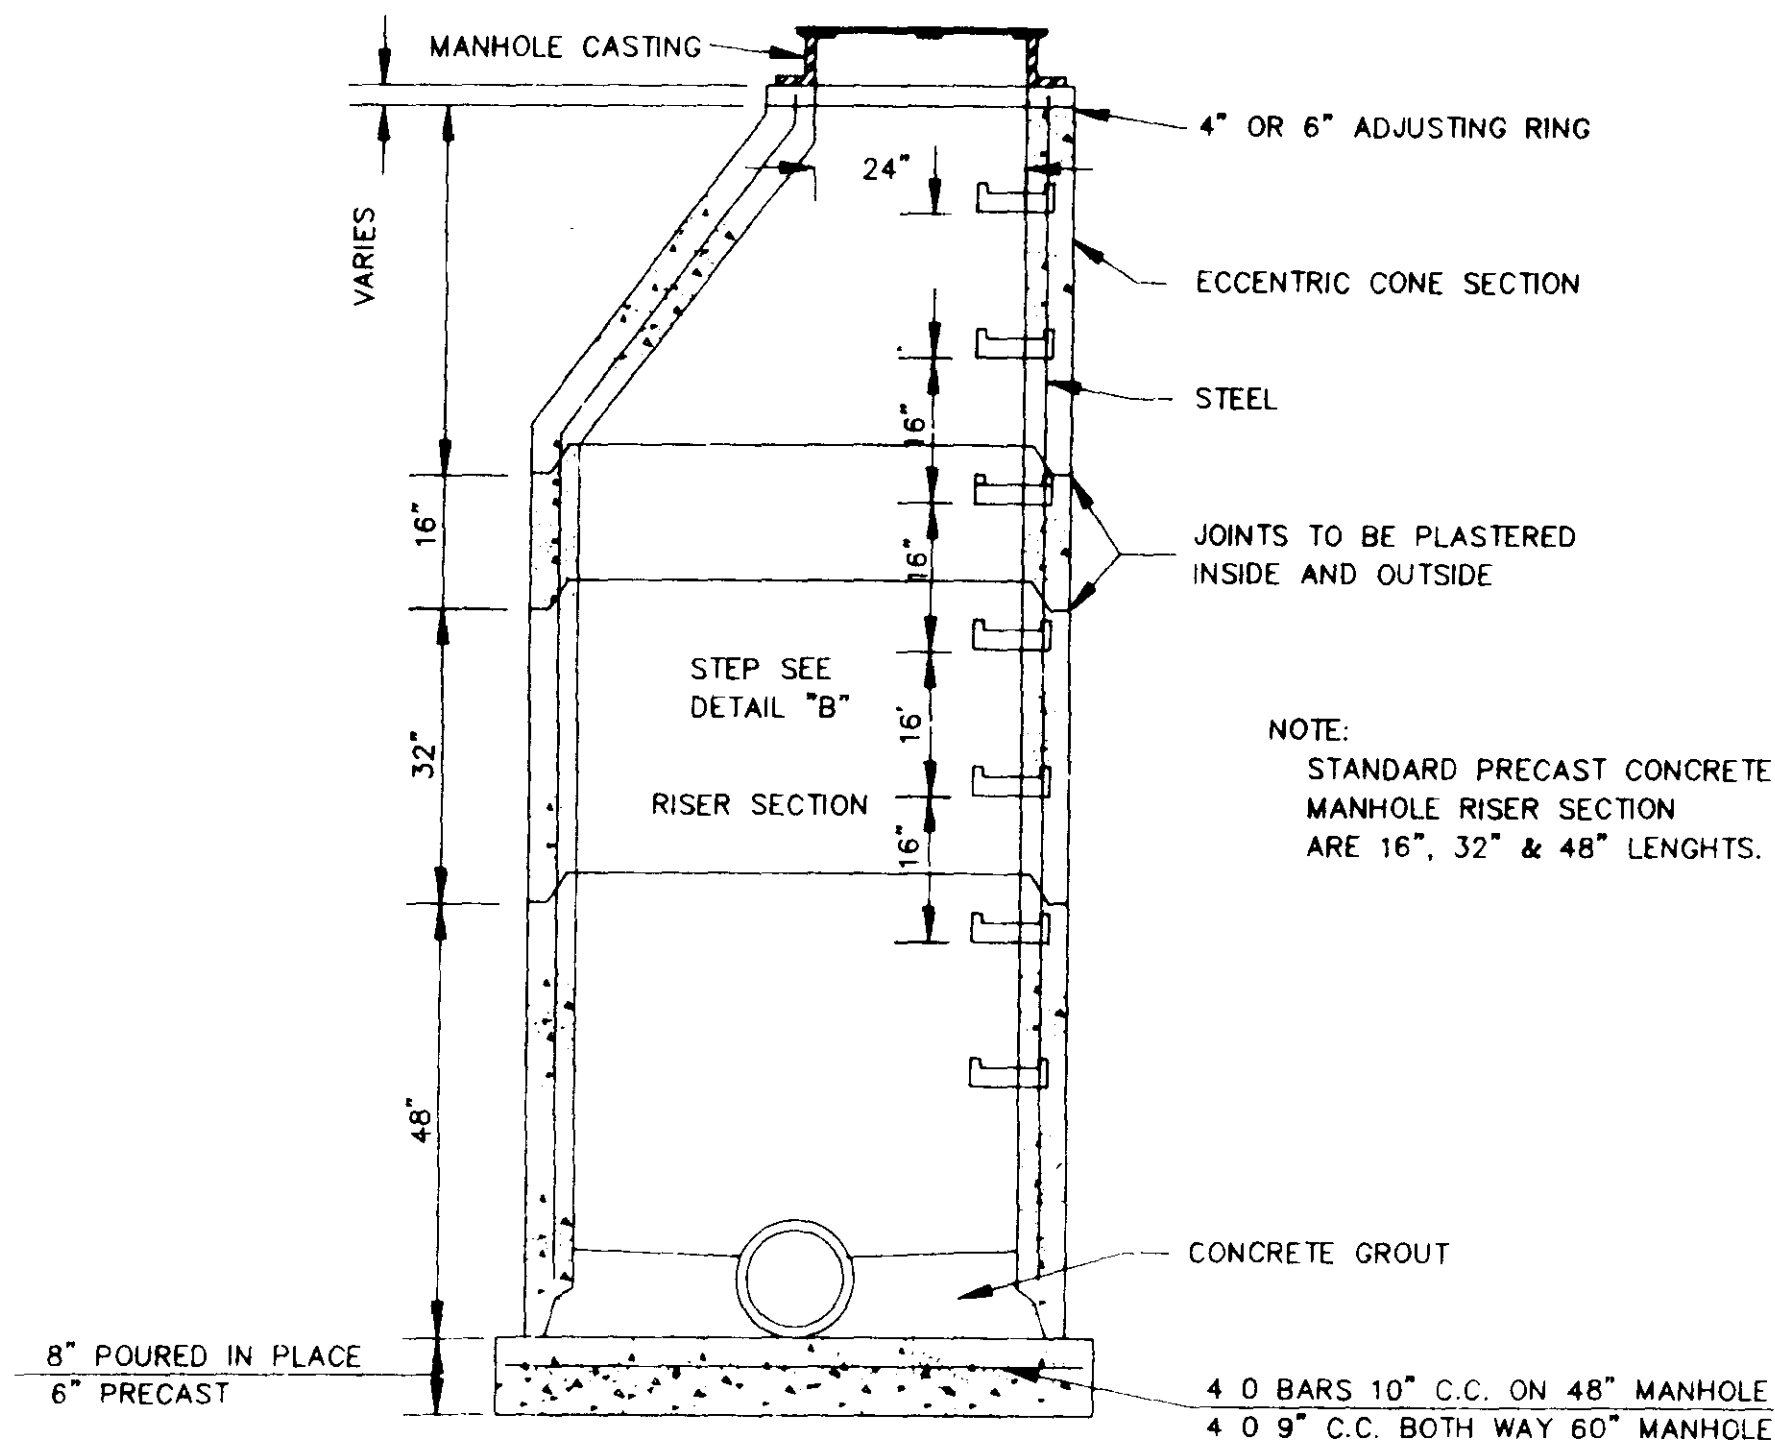 MANHOLE CASTING
4" OR 6" ADJUSTING RING
24"
VARIES
ECCENTRIC CONE SECTION
STEEL
16"
16"
16"
JOINTS TO BE PLASTERED
INSIDE AND OUTSIDE
STEP SEE
DETAIL "B"
16'
32"
RISER SECTION
16"
NOTE:
STANDARD PRECAST CONCRETE
MANHOLE RISER SECTION
ARE 16", 32" & 48" LENGHTS.
48"
CONCRETE GROUT
8" POURED IN PLACE
6" PRECAST
4 0 BARS 10" C.C. ON 48" MANHOLE
4 0 9" C.C. BOTH WAY 60" MANHOLE